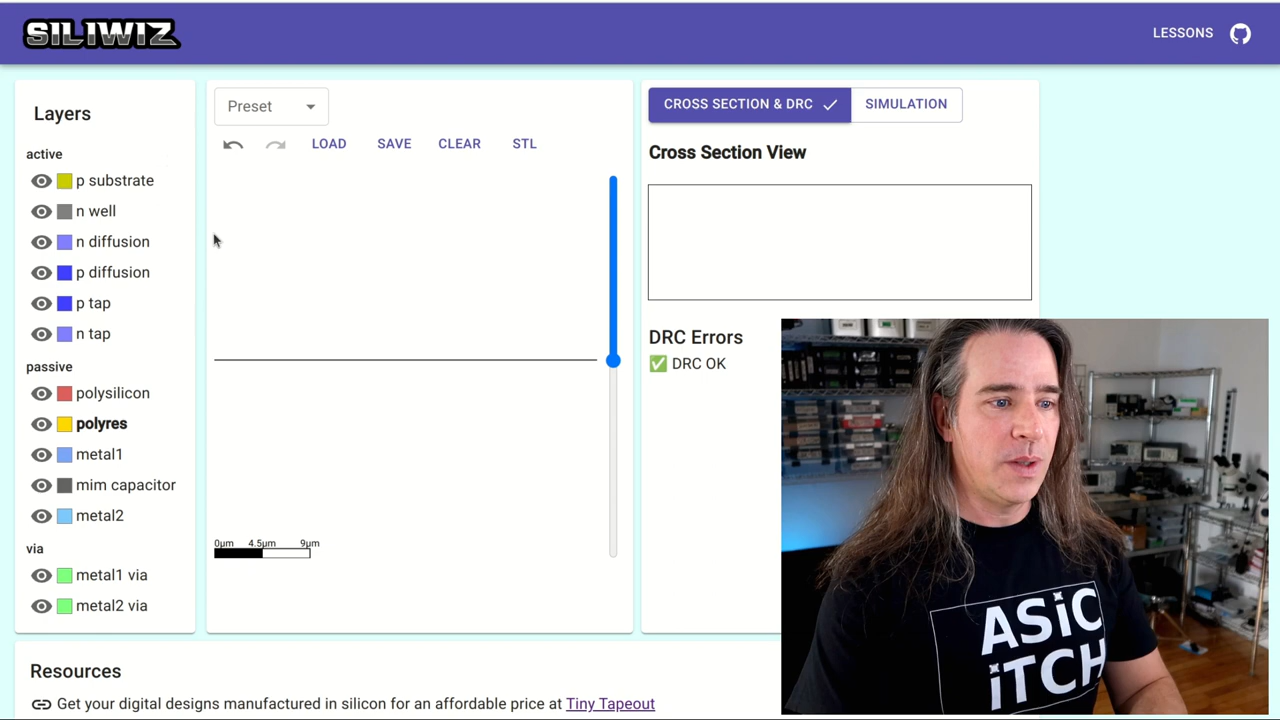 SILIWIZ
LESSONS
Layers
active
p substrate
n well
n diffusion
p diffusion
p tap
n tap
passive
polysilicon
polyres
metal1
mim capacitor
metal2
via
metal1 via
metal2 via
Preset
LOAD SAVE CLEAR STL
0μm 4.5μm 9μm
CROSS SECTION & DRC SIMULATION
Cross Section View
DRC Errors
DRC OK
ASiC
iTCH
Resources
Get your digital designs manufactured in silicon for an affordable price at Tiny Tapeout